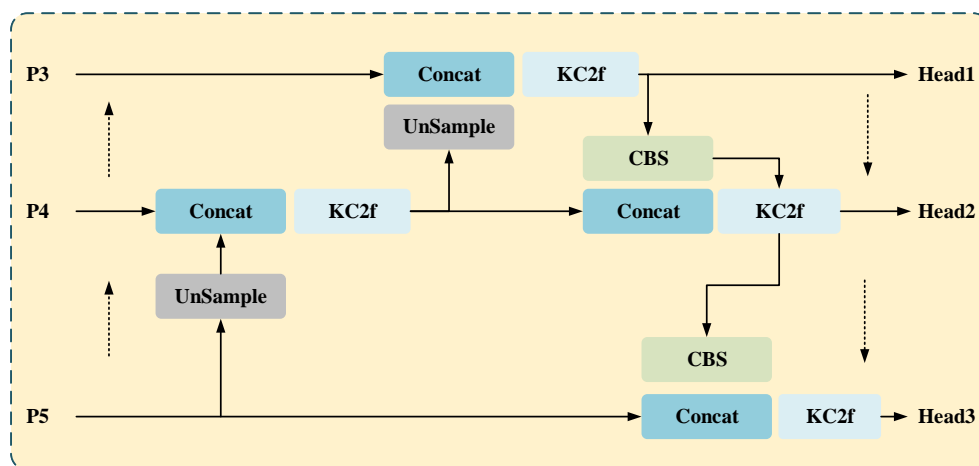 P3
Concat
KC2f
Head1
UnSample
CBS
P4
Concat
KC2f
Concat
KC2f
Head2
UnSample
CBS
P5
Concat
KC2f
Head3